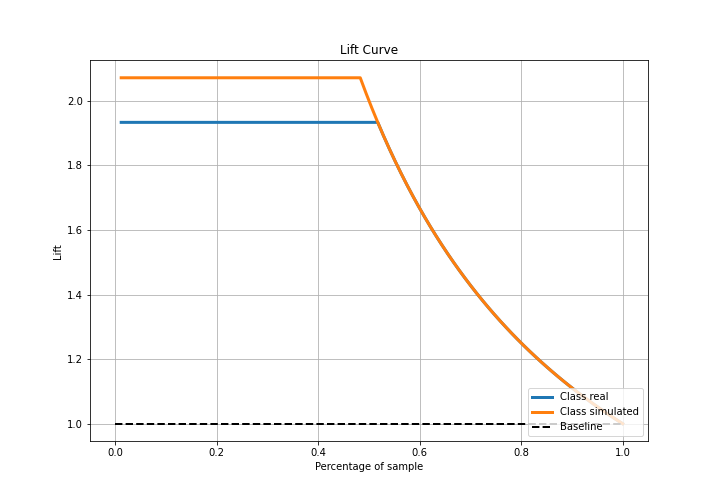 Lift Curve
Lift
2.0
1.8
1.6
1.4
1.2
1.0
0.0
0.2
0.4
0.6
0.8
1.0
Percentage of sample
Class real
Class simulated
Baseline